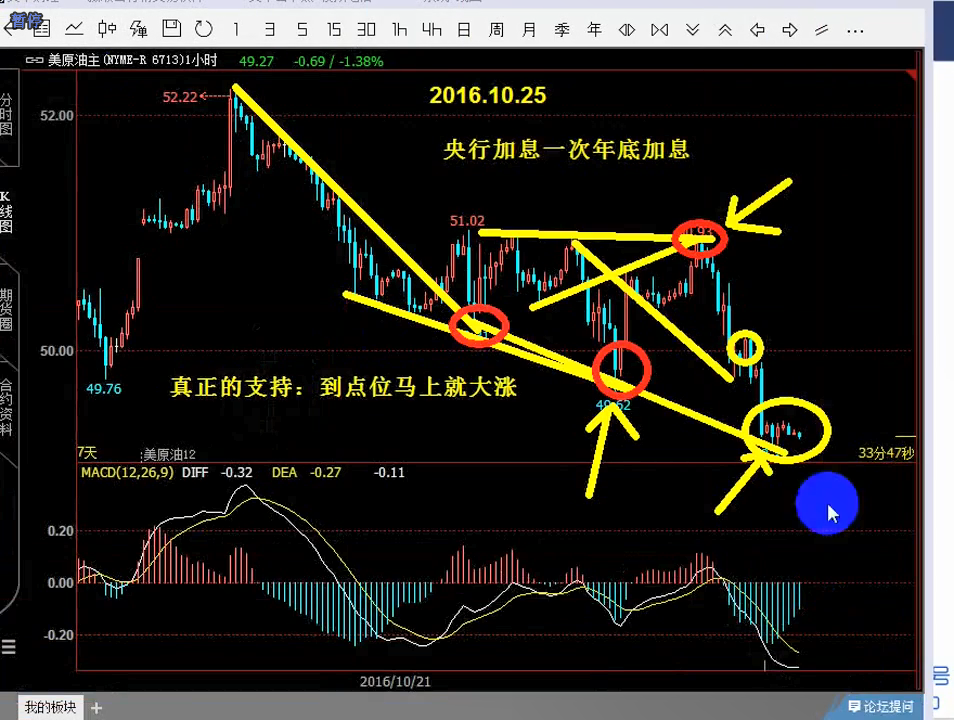 暂停
1 3 5 15 30 1h 4h 日 周 月 季 年
美原油主(NYME-R 6713)1小时 49.27 -0.69 / -1.38%
分时图
K线图
期货圈
合约资料
52.22
2016.10.25
52.00
央行加息一次年底加息
51.02
50.00
49.76
真正的支持：到点位马上就大涨
49.62
7天
美原油12
33分47秒
MACD(12,26,9) DIFF -0.32 DEA -0.27 -0.11
0.20
0.00
-0.20
2016/10/21
我的板块
论坛提问
号